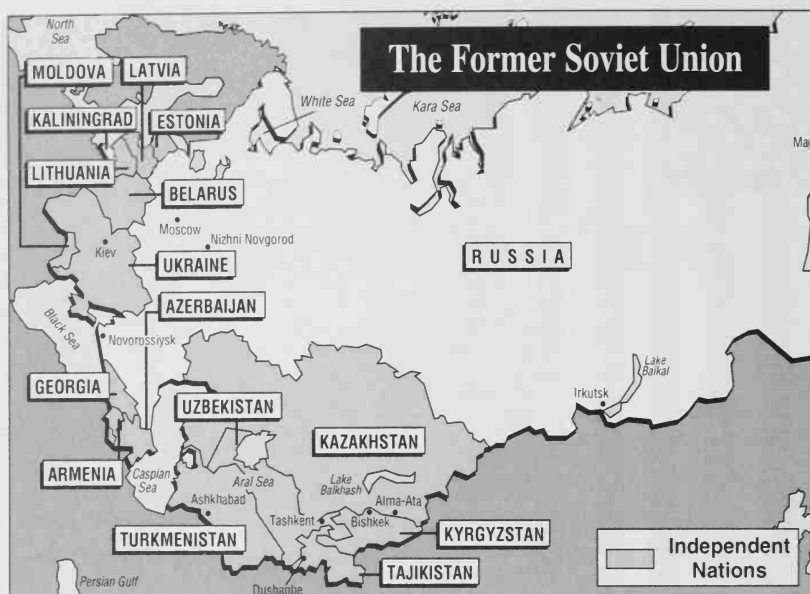 North
Sea
The Former Soviet Union
MOLDOVA
LATVIA
White Sea
Kara Sea
KALININGRAD
ESTONIA
LITHUANIA
BELARUS
Moscow
Nizhni Novgorod
Kiev
UKRAINE
RUSSIA
AZERBAIJAN
Black Sea
Novorossiysk
Lake
Baikal
Irkutsk
GEORGIA
UZBEKISTAN
KAZAKHSTAN
ARMENIA
Caspian
Sea
Aral Sea
Lake
Balkhash
Ashkhabad
Alma-Ata
Tashkent
Bishkek
TURKMENISTAN
KYRGYZSTAN
TAJIKISTAN
Dushanbe
Persian Gulf
Independent
Nations